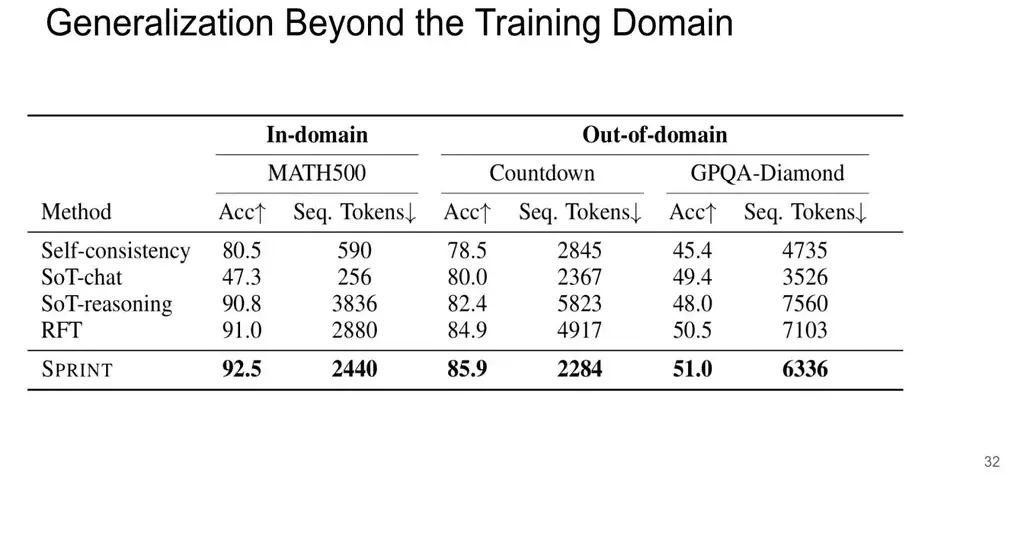 Generalization Beyond the Training Domain
In-domain Out-of-domain
MATH500 Countdown GPQA-Diamond
Method Acc↑ Seq. Tokens↓ Acc↑ Seq. Tokens↓ Acc↑ Seq. Tokens↓
Self-consistency 80.5 590 78.5 2845 45.4 4735
SoT-chat 47.3 256 80.0 2367 49.4 3526
SoT-reasoning 90.8 3836 82.4 5823 48.0 7560
RFT 91.0 2880 84.9 4917 50.5 7103
SPRINT 92.5 2440 85.9 2284 51.0 6336
32